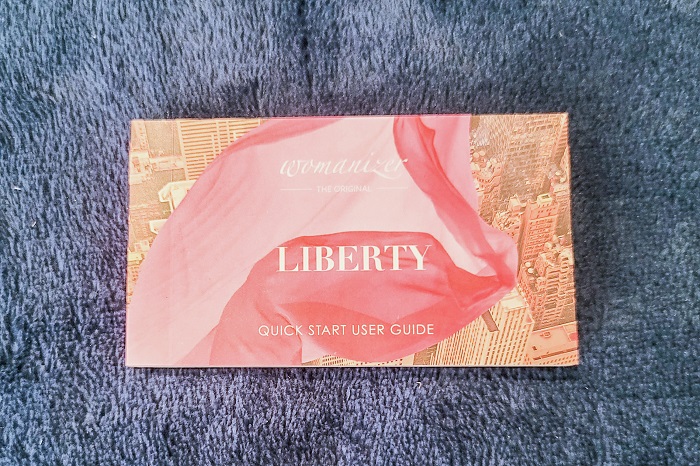 womanizer
THE ORIGINAL
LIBERTY
QUICK START USER GUIDE